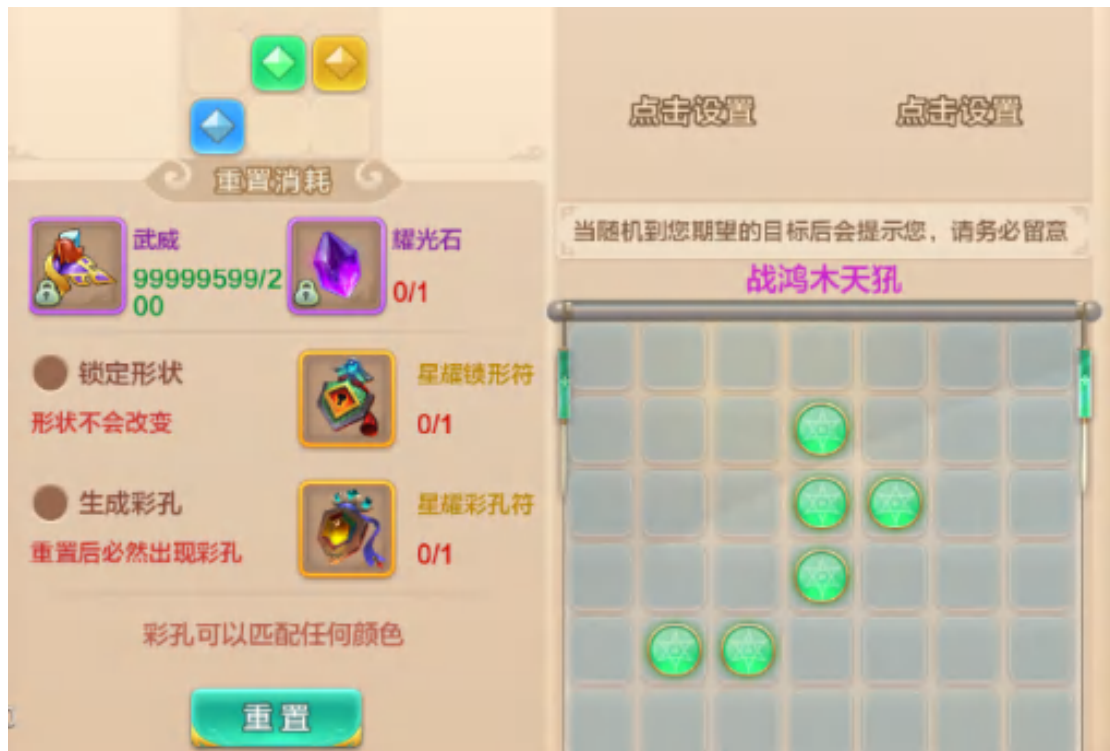 重置消耗
武威
99999599/2
00
耀光石
0/1
锁定形状
形状不会改变
星耀锁形符
0/1
生成彩孔
重置后必然出现彩孔
星耀彩孔符
0/1
彩孔可以匹配任何颜色
重置
点击设置
点击设置
当随机到您期望的目标后会提示您，请务必留意
战鸿木天犼